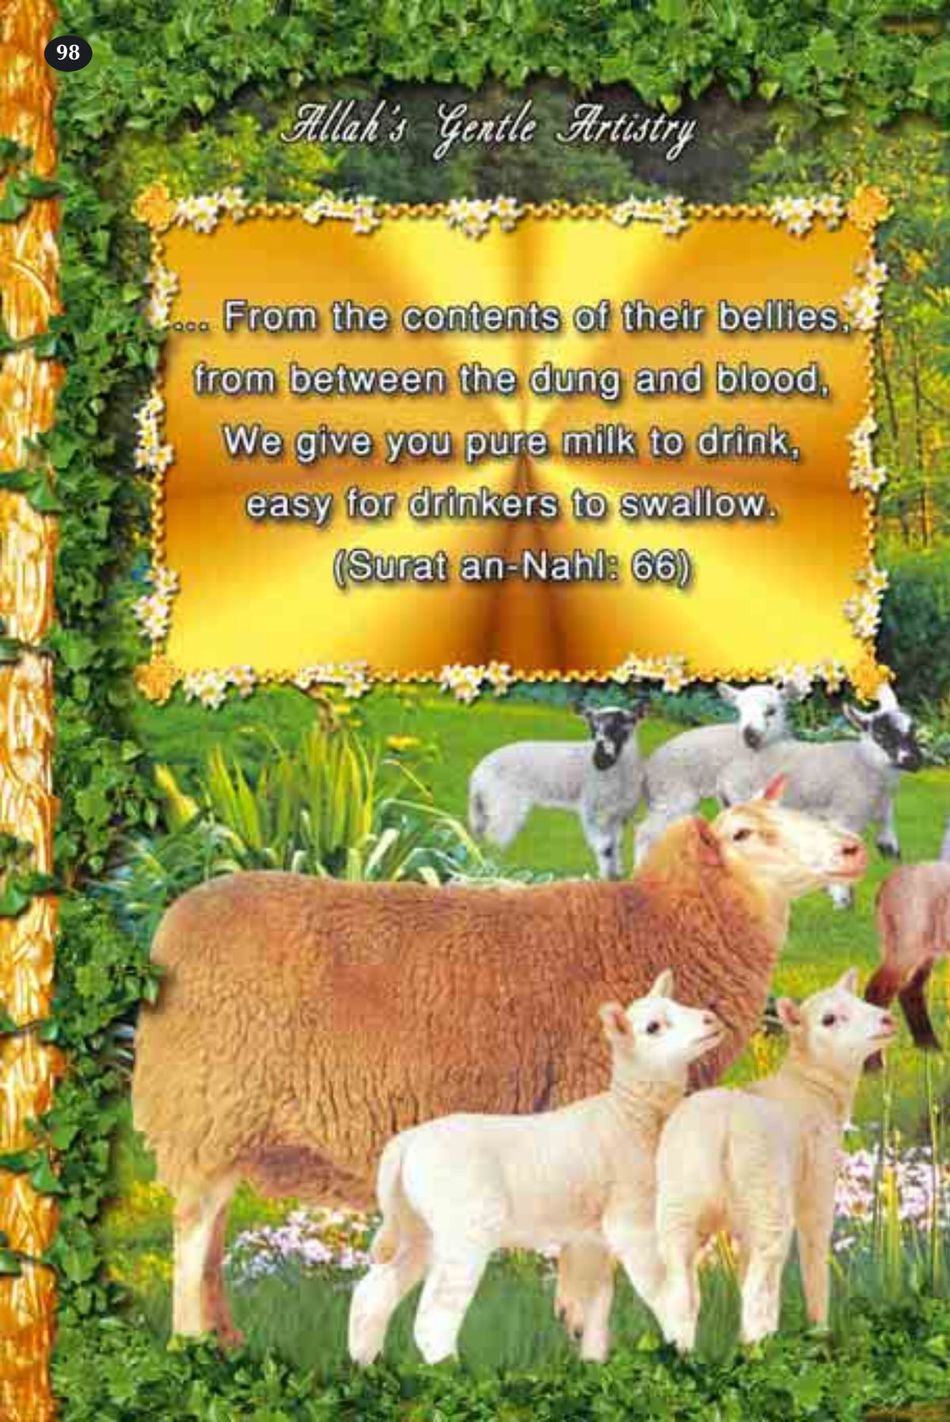 98
Allah's Gentle Artistry
... From the contents of their bellies,
from between the dung and blood,
We give you pure milk to drink,
easy for drinkers to swallow.
(Surat an-Nahl: 66)